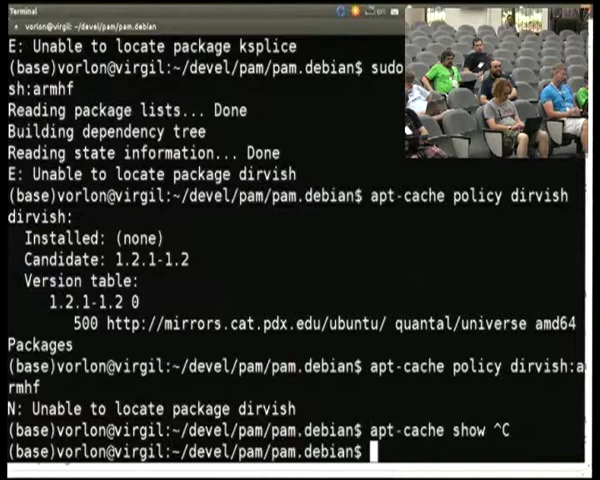 Terminal
vorlon@virgil: ~/devel/pam/pam.debian
E: Unable to locate package ksplice
(base)vorlon@virgil:~/devel/pam/pam.debian$ sudo
sh:armhf
Reading package lists... Done
Building dependency tree
Reading state information... Done
E: Unable to locate package dirvish
(base)vorlon@virgil:~/devel/pam/pam.debian$ apt-cache policy dirvish
dirvish:
Installed: (none)
Candidate: 1.2.1-1.2
Version table:
1.2.1-1.2 0
500 http://mirrors.cat.pdx.edu/ubuntu/ quantal/universe amd64
Packages
(base)vorlon@virgil:~/devel/pam/pam.debian$ apt-cache policy dirvish:a
rmhf
N: Unable to locate package dirvish
(base)vorlon@virgil:~/devel/pam/pam.debian$ apt-cache show ^C
(base)vorlon@virgil:~/devel/pam/pam.debian$